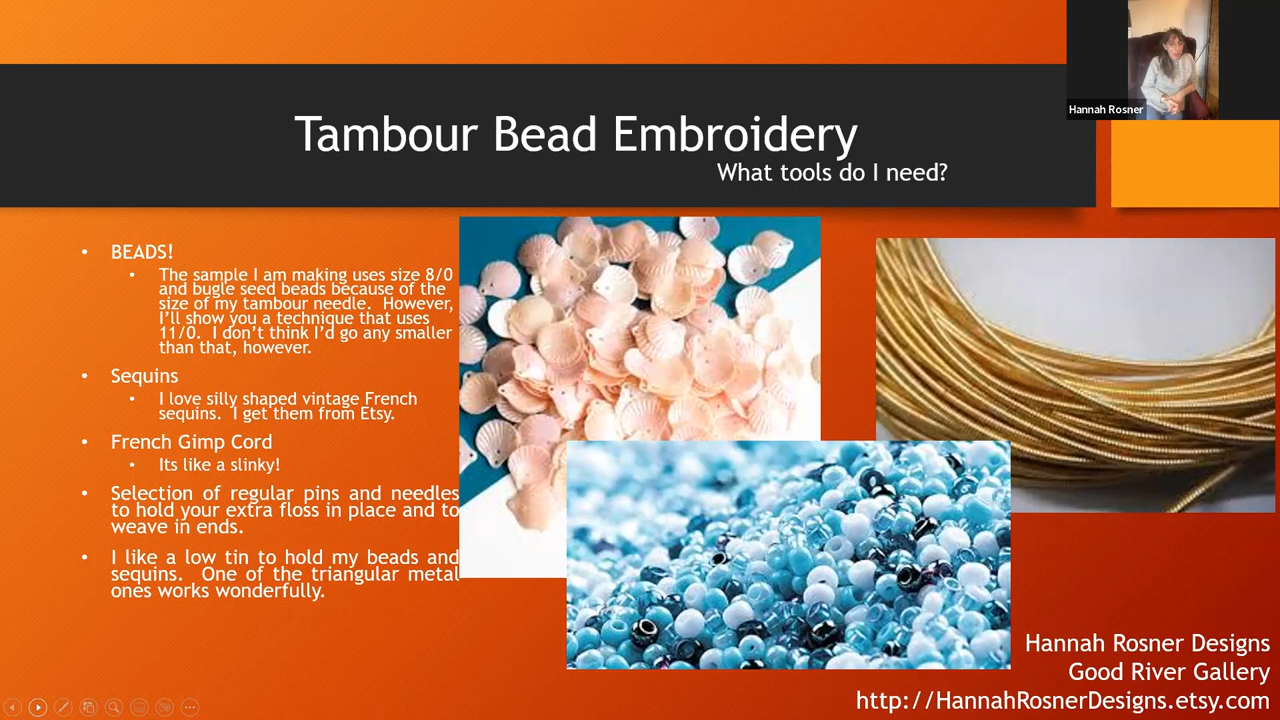 Hannah Rosner
Tambour Bead Embroidery
What tools do I need?
• BEADS!
• The sample I am making uses size 8/0
and bugle seed beads because of the
size of my tambour needle. However,
I'll show you a technique that uses
11/0. I don't think I'd go any smaller
than that, however.
• Sequins
• I love silly shaped vintage French
sequins. I get them from Etsy.
• French Gimp Cord
• Its like a slinky!
• Selection of regular pins and needles
to hold your extra floss in place and to
weave in ends.
• I like a low tin to hold my beads and
sequins. One of the triangular metal
ones works wonderfully.
Hannah Rosner Designs
Good River Gallery
http://HannahRosnerDesigns.etsy.com